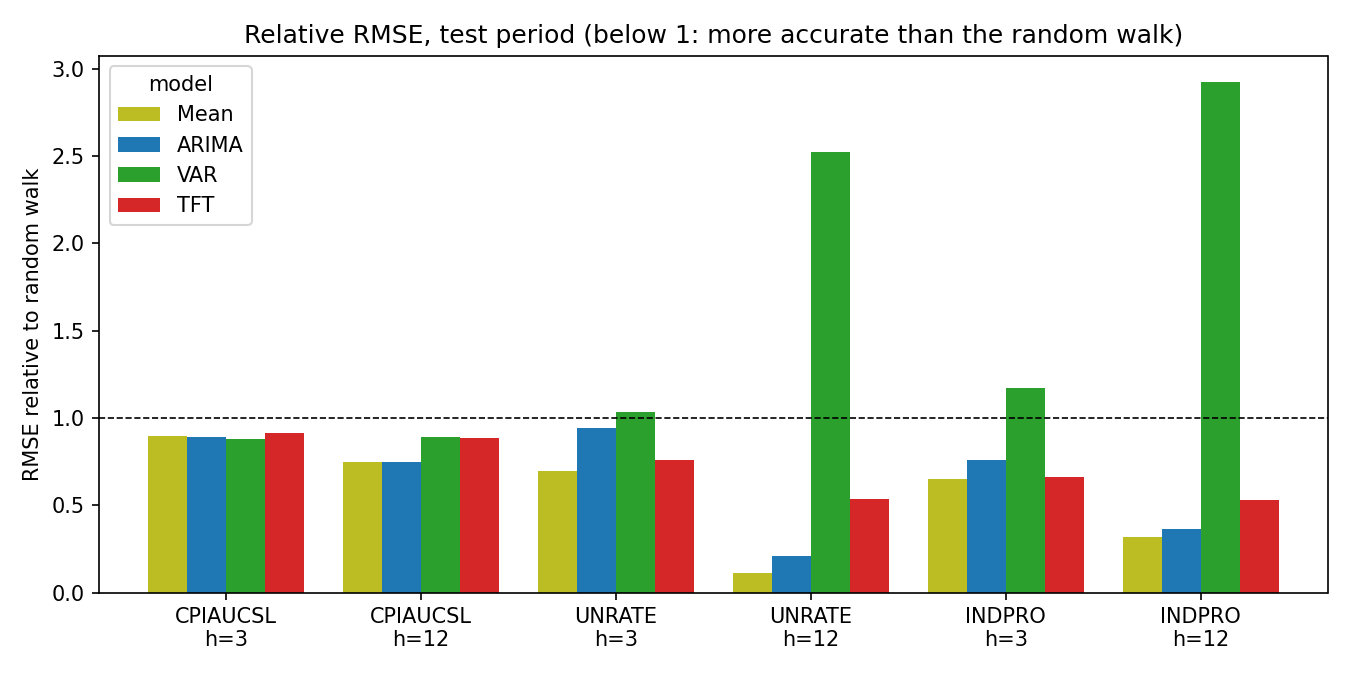 Relative RMSE, test period (below 1: more accurate than the random walk)
RMSE relative to random walk
3.0
2.5
2.0
1.5
1.0
0.5
0.0
model
Mean
ARIMA
VAR
TFT
CPIAUCSL
h=3
CPIAUCSL
h=12
UNRATE
h=3
UNRATE
h=12
INDPRO
h=3
INDPRO
h=12